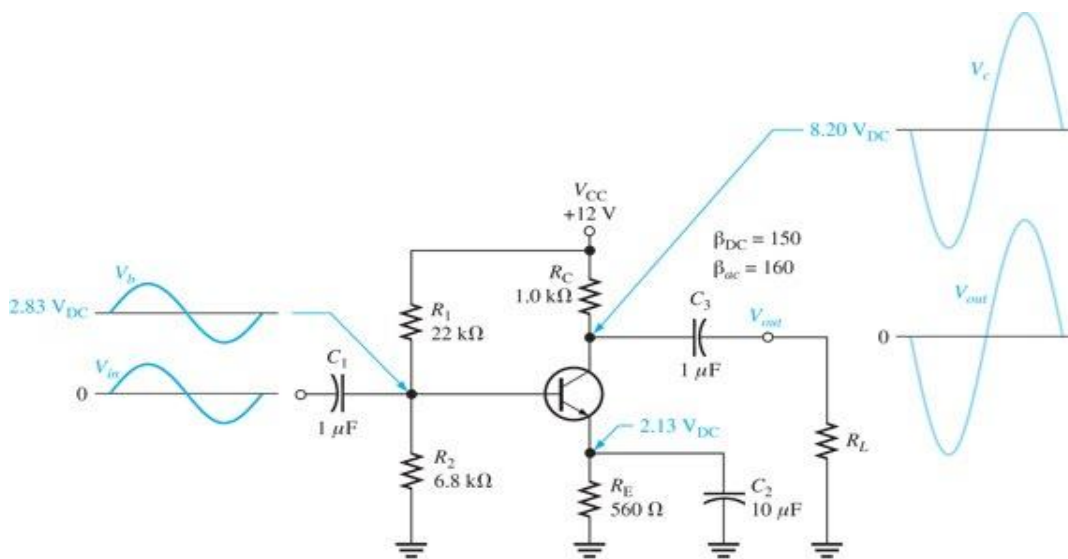 V_c
8.20 V_DC
V_CC
+12 V
β_DC = 150
β_ac = 160
V_b
2.83 V_DC
R_C
1.0 kΩ
V_out
R_1
22 kΩ
C_3
V_out
0
V_in
0
C_1
1 μF
1 μF
2.13 V_DC
R_L
R_2
6.8 kΩ
R_E
560 Ω
C_2
10 μF